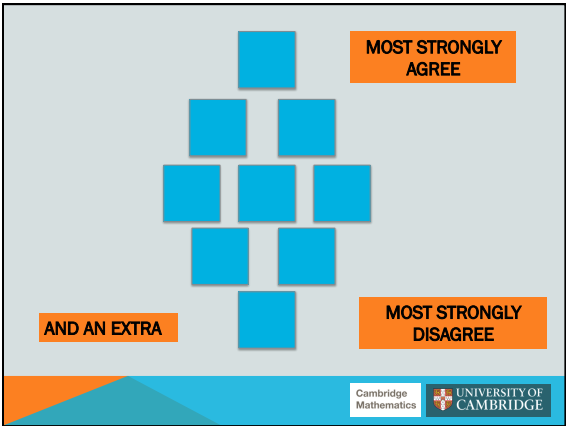 MOST STRONGLY
AGREE
AND AN EXTRA
MOST STRONGLY
DISAGREE
Cambridge
Mathematics
UNIVERSITY OF
CAMBRIDGE